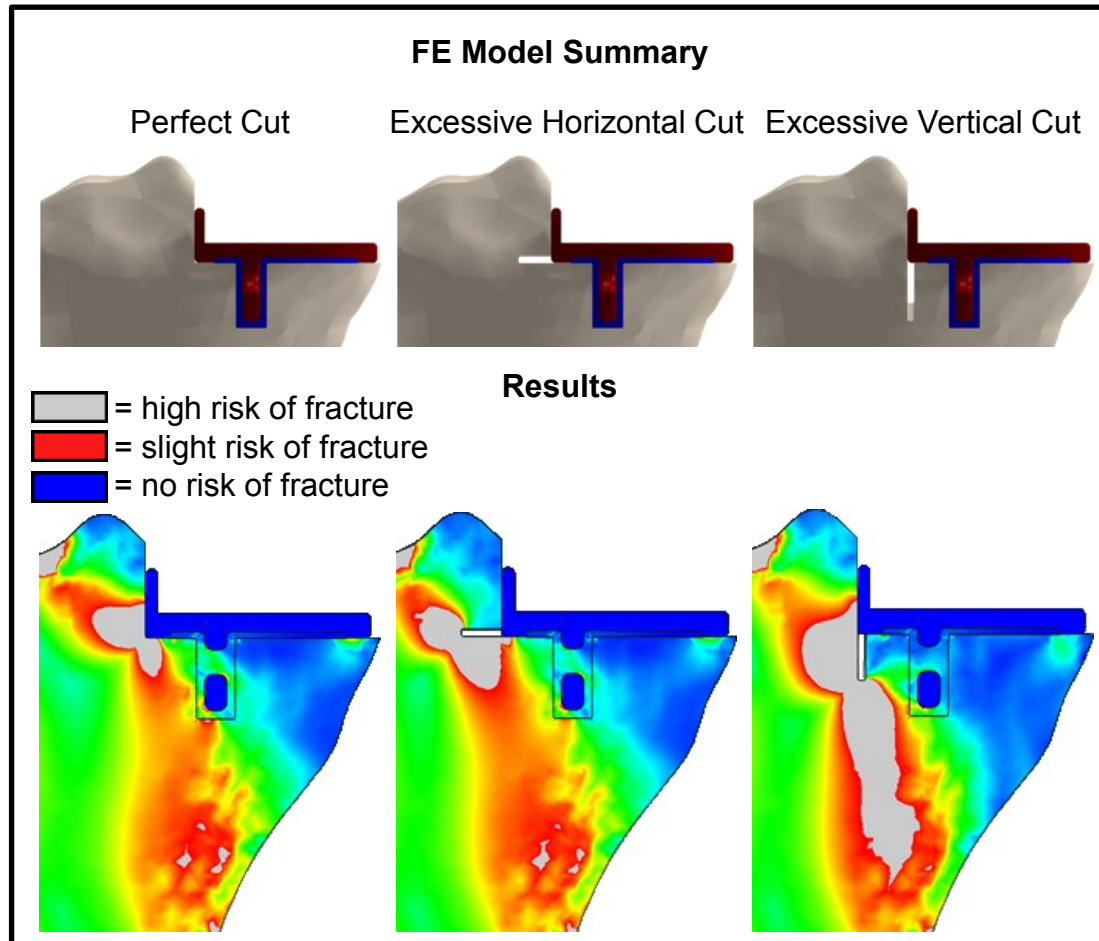 FE Model Summary
Perfect Cut
Excessive Horizontal Cut
Excessive Vertical Cut
Results
= high risk of fracture
= slight risk of fracture
= no risk of fracture